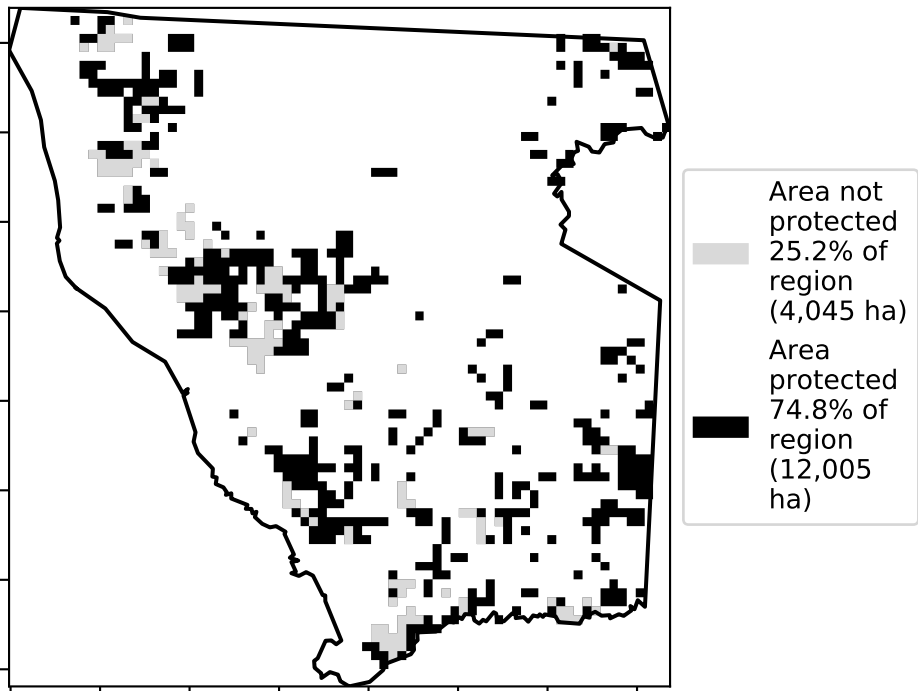 Area not
protected
25.2% of
region
(4,045 ha)
Area
protected
74.8% of
region
(12,005
ha)